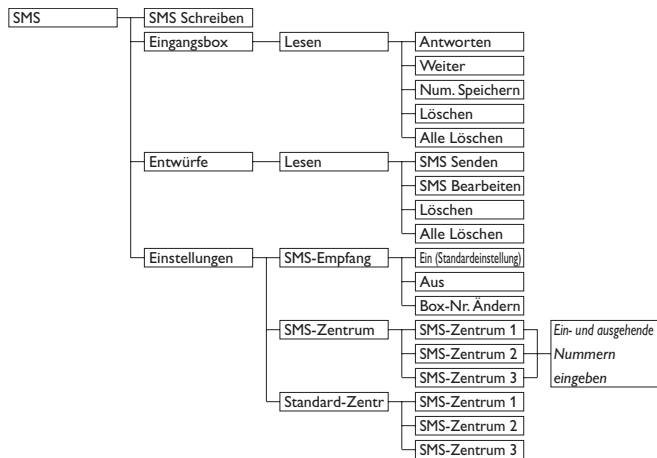 SMS
SMS Schreiben
Eingangsbox
Lesen
Antworten
Weiter
Num. Speichern
Löschen
Alle Löschen
Entwürfe
Lesen
SMS Senden
SMS Bearbeiten
Löschen
Alle Löschen
Einstellungen
SMS-Empfang
Ein (Standardeinstellung)
Aus
Box-Nr. Ändern
SMS-Zentrum
SMS-Zentrum 1
SMS-Zentrum 2
SMS-Zentrum 3
Ein- und ausgehende
Nummern
eingeben
Standard-Zentr
SMS-Zentrum 1
SMS-Zentrum 2
SMS-Zentrum 3